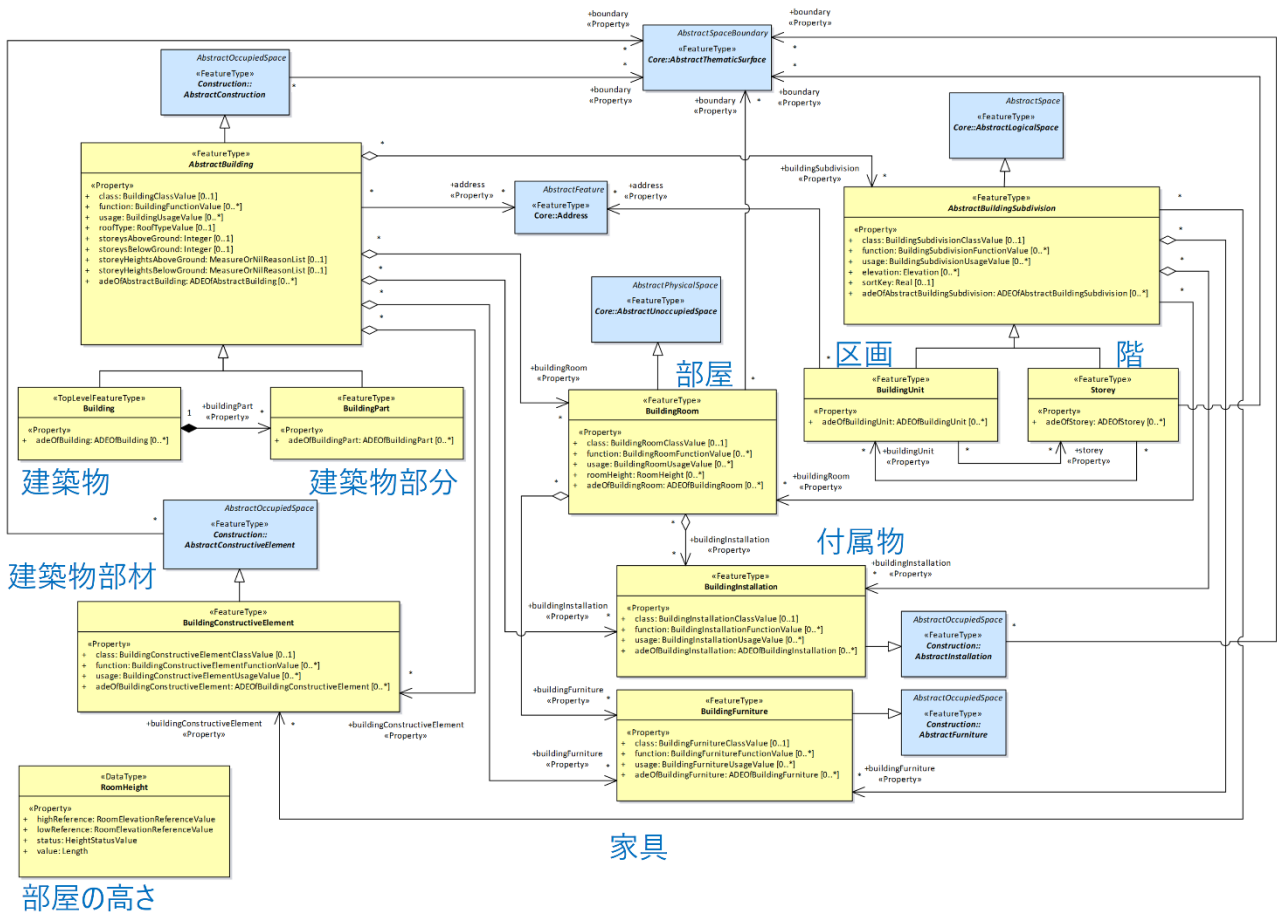 +boundary
«Property»
*
+boundary
«Property»
*
AbstractSpaceBoundary
«FeatureType»
Core::AbstractThematicSurface
*
+boundary
«Property»
*
+boundary
«Property»
+boundary
«Property»
*
AbstractOccupiedSpace
«FeatureType»
Construction::
AbstractConstruction
*
AbstractSpace
«FeatureType»
Core::AbstractLogicalSpace
«FeatureType»
AbstractBuilding
«Property»
+ class: BuildingClassValue [0..1]
+ function: BuildingFunctionValue [0..*]
+ usage: BuildingUsageValue [0..*]
+ roofType: RoofTypeValue [0..1]
+ storeysAboveGround: Integer [0..1]
+ storeysBelowGround: Integer [0..1]
+ storeyHeightsAboveGround: MeasureOrNilReasonList [0..1]
+ storeyHeightsBelowGround: MeasureOrNilReasonList [0..1]
+ adeOfAbstractBuilding: ADEOfAbstractBuilding [0..*]
*
*
*
*
*
*
+address
«Property»
*
AbstractFeature
«FeatureType»
Core::Address
*
+address
«Property»
+buildingSubdivision
«Property»
*
«FeatureType»
AbstractBuildingSubdivision
«Property»
+ class: BuildingSubdivisionClassValue [0..1]
+ function: BuildingSubdivisionFunctionValue [0..*]
+ usage: BuildingSubdivisionUsageValue [0..*]
+ elevation: Elevation [0..*]
+ sortKey: Real [0..1]
+ adeOfAbstractBuildingSubdivision: ADEOfAbstractBuildingSubdivision [0..*]
*
*
*
*
AbstractPhysicalSpace
«FeatureType»
Core::AbstractUnoccupiedSpace
区画
階
部屋
+buildingRoom
«Property»
*
«TopLevelFeatureType»
Building
«Property»
+ adeOfBuilding: ADEOfBuilding [0..*]
1
+buildingPart
«Property»
*
«FeatureType»
BuildingPart
«Property»
+ adeOfBuildingPart: ADEOfBuildingPart [0..*]
建築物
建築物部分
«FeatureType»
BuildingRoom
«Property»
+ class: BuildingRoomClassValue [0..1]
+ function: BuildingRoomFunctionValue [0..*]
+ usage: BuildingRoomUsageValue [0..*]
+ roomHeight: RoomHeight [0..*]
+ adeOfBuildingRoom: ADEOfBuildingRoom [0..*]
*
*
*
*
«FeatureType»
BuildingUnit
«Property»
+ adeOfBuildingUnit: ADEOfBuildingUnit [0..*]
*
«FeatureType»
Storey
«Property»
+ adeOfStorey: ADEOfStorey [0..*]
*
*
+buildingUnit
«Property»
*
*
+storey
«Property»
*
+buildingRoom
«Property»
*
AbstractOccupiedSpace
«FeatureType»
Construction::
AbstractConstructiveElement
*
建築物部材
付属物
+buildingInstallation
«Property»
*
+buildingInstallation
«Property»
*
+buildingInstallation
«Property»
*
«FeatureType»
BuildingInstallation
«Property»
+ class: BuildingInstallationClassValue [0..1]
+ function: BuildingInstallationFunctionValue [0..*]
+ usage: BuildingInstallationUsageValue [0..*]
+ adeOfBuildingInstallation: ADEOfBuildingInstallation [0..*]
AbstractOccupiedSpace
«FeatureType»
Construction::
AbstractInstallation
*
«FeatureType»
BuildingConstructiveElement
«Property»
+ class: BuildingConstructiveElementClassValue [0..1]
+ function: BuildingConstructiveElementFunctionValue [0..*]
+ usage: BuildingConstructiveElementUsageValue [0..*]
+ adeOfBuildingConstructiveElement: ADEOfBuildingConstructiveElement [0..*]
*
+buildingConstructiveElement
«Property»
*
+buildingConstructiveElement
«Property»
+buildingFurniture
«Property»
*
+buildingFurniture
«Property»
*
«FeatureType»
BuildingFurniture
«Property»
+ class: BuildingFurnitureClassValue [0..1]
+ function: BuildingFurnitureFunctionValue [0..*]
+ usage: BuildingFurnitureUsageValue [0..*]
+ adeOfBuildingFurniture: ADEOfBuildingFurniture [0..*]
AbstractOccupiedSpace
«FeatureType»
Construction::
AbstractFurniture
+buildingFurniture
«Property»
*
«DataType»
RoomHeight
«Property»
+ highReference: RoomElevationReferenceValue
+ lowReference: RoomElevationReferenceValue
+ status: HeightStatusValue
+ value: Length
家具
部屋の高さ